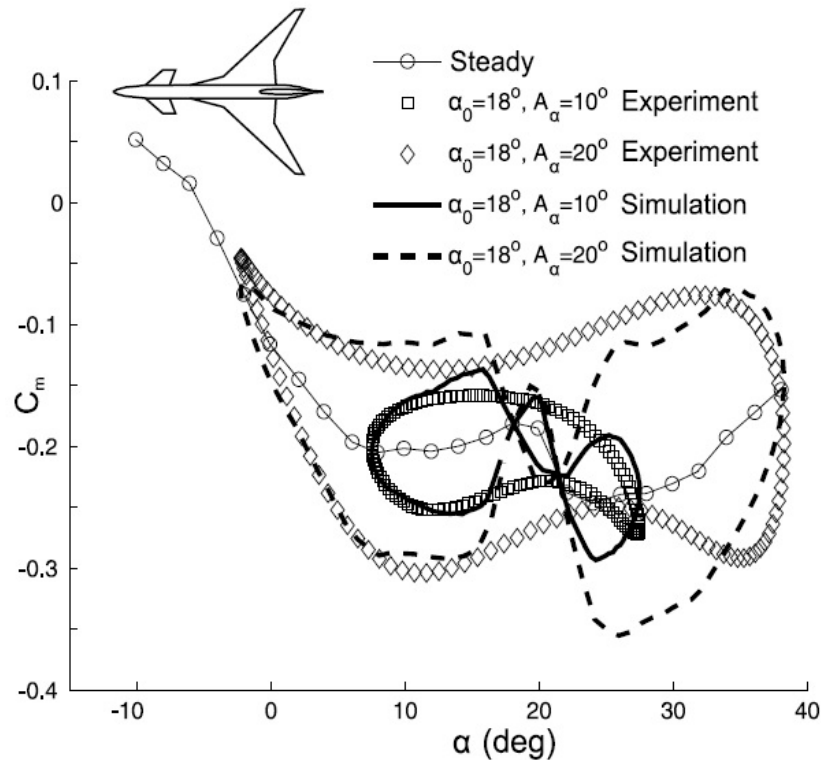 Steady
α₀=18°, Aα=10° Experiment
α₀=18°, Aα=20° Experiment
α₀=18°, Aα=10° Simulation
α₀=18°, Aα=20° Simulation
0.1
0
-0.1
-0.2
-0.3
-0.4
Cₘ
-10 0 10 20 30 40
α (deg)